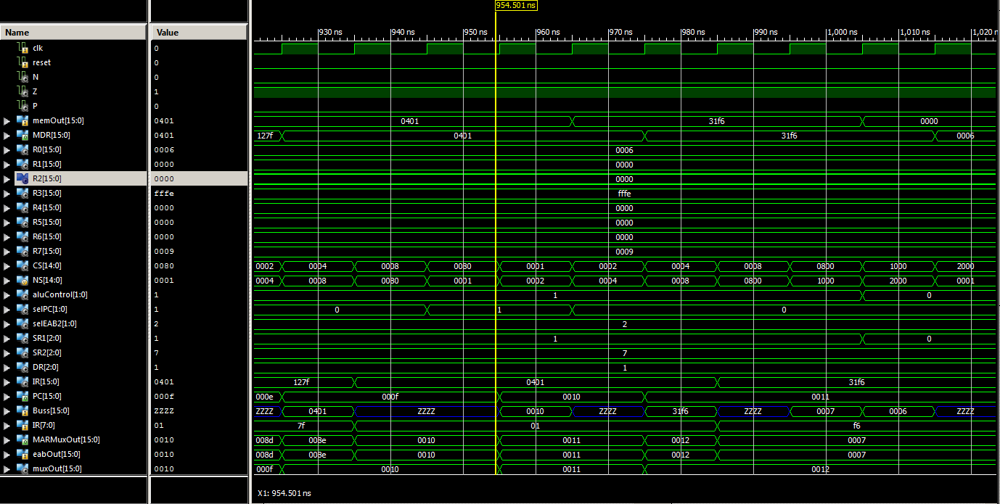 954.501 ns
Name Value 930 ns 940 ns 950 ns 960 ns 970 ns 980 ns 990 ns 1,000 ns 1,010 ns 1,020 n
clk 0
reset 0
N 0
Z 1
P 0
memOut[15:0] 0401 0401 31f6 0000
MDR[15:0] 0401 127f 0401 31f6 0006
R0[15:0] 0006 0006
R1[15:0] 0000 0000
R2[15:0] 0000 0000
R3[15:0] fffe fffe
R4[15:0] 0000 0000
R5[15:0] 0000 0000
R6[15:0] 0000 0000
R7[15:0] 0009 0009
CS[14:0] 0080 0002 0004 0008 0080 0001 0002 0004 0008 0800 1000 2000
NS[14:0] 0001 0004 0008 0080 0001 0002 0004 0008 0800 1000 2000 0001
aluControl[1:0] 1 1 0
selPC[1:0] 1 0 1 0
selEAB2[1:0] 2 2
SR1[2:0] 1 1 0
SR2[2:0] 7 7
DR[2:0] 1 1
IR[15:0] 0401 127f 0401 31f6
PC[15:0] 000f 000e 000f 0010 0011
Buss[15:0] ZZZZ ZZZZ 0401 ZZZZ 0010 ZZZZ 31f6 ZZZZ 0007 0006 ZZZZ
IR[7:0] 01 7f 01 f6
MARMuxOut[15:0] 0010 008d 008e 0010 0011 0012 0007
eabOut[15:0] 0010 008d 008e 0010 0011 0012 0007
muxOut[15:0] 0010 000f 0010 0011 0012
X1: 954.501 ns